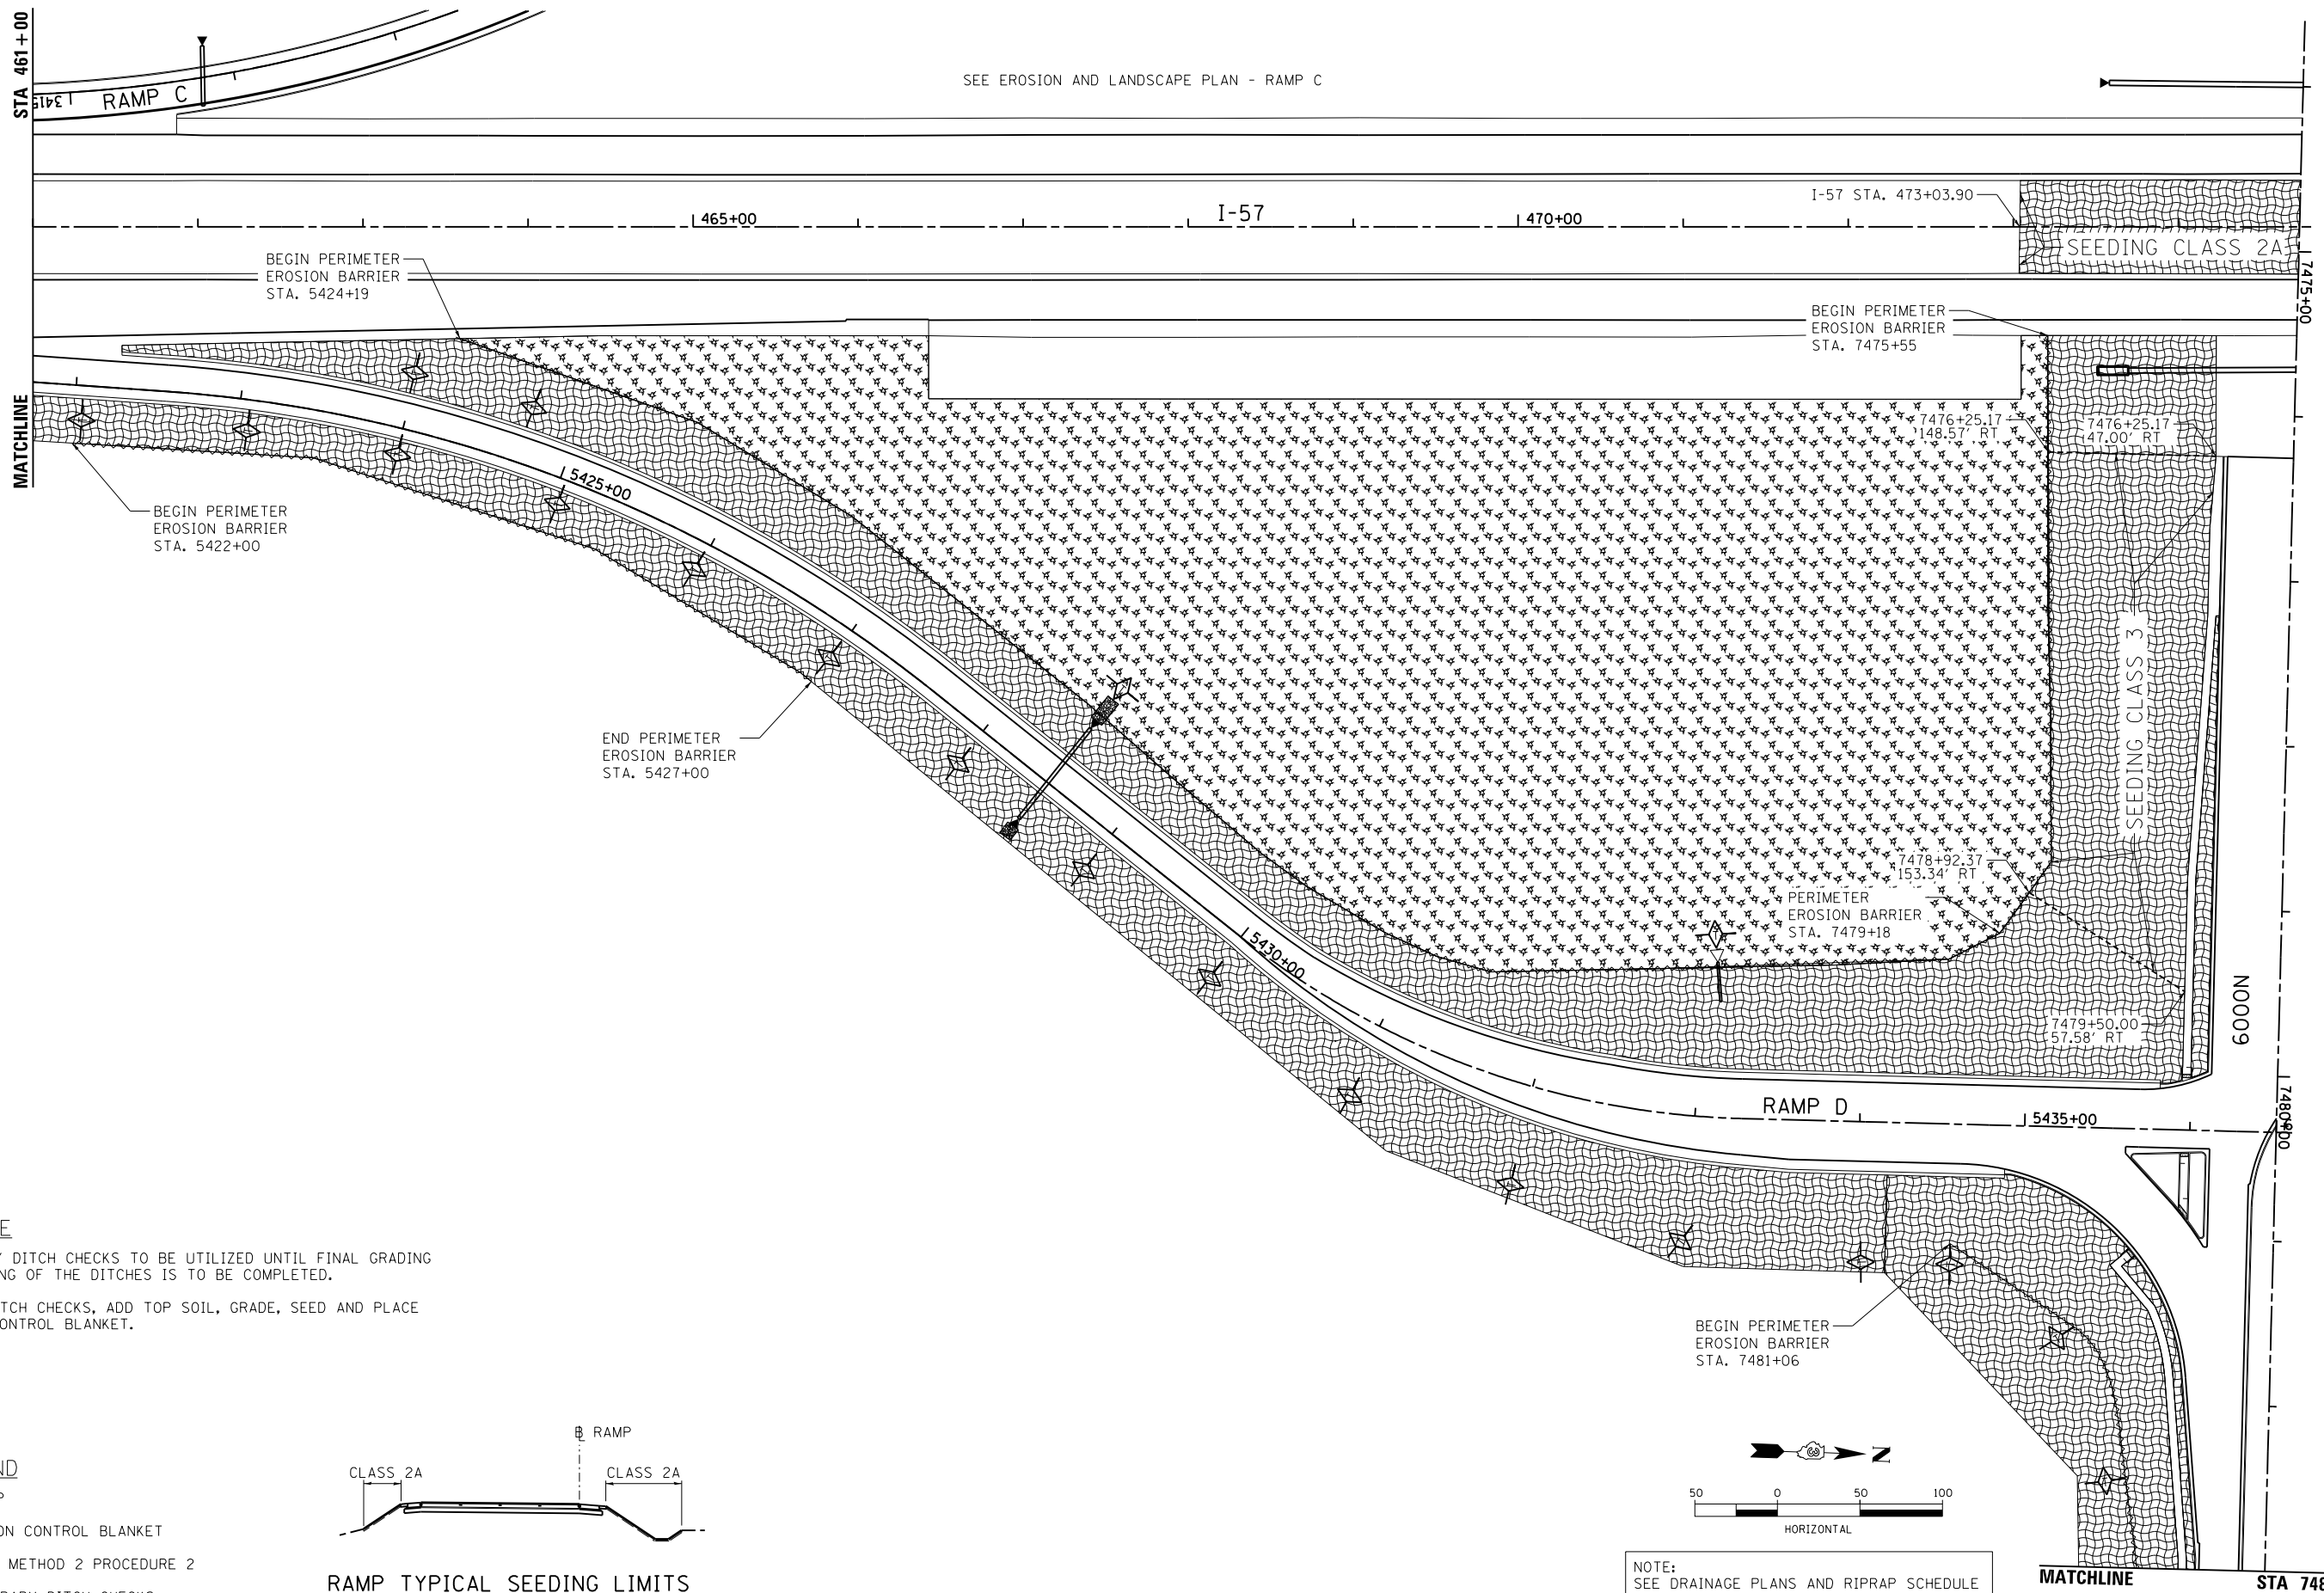 STA 461+00
3415
RAMP C
SEE EROSION AND LANDSCAPE PLAN - RAMP C
I-57 STA. 473+03.90
465+00
I-57
470+00
SEEDING CLASS 2A
7475+00
BEGIN PERIMETER
EROSION BARRIER
STA. 5424+19
BEGIN PERIMETER
EROSION BARRIER
STA. 7475+55
MATCHLINE
7476+25.17
148.57' RT
7476+25.17
47.00' RT
5425+00
BEGIN PERIMETER
EROSION BARRIER
STA. 5422+00
SEEDING CLASS 3
END PERIMETER
EROSION BARRIER
STA. 5427+00
7478+92.37
153.34' RT
PERIMETER
EROSION BARRIER
STA. 7479+18
5430+00
6000N
7479+50.00
57.58' RT
RAMP D
5435+00
7480+00
DITCH CHECKS TO BE UTILIZED UNTIL FINAL GRADING
NG OF THE DITCHES IS TO BE COMPLETED.
TCH CHECKS, ADD TOP SOIL, GRADE, SEED AND PLACE
ONTROL BLANKET.
BEGIN PERIMETER
EROSION BARRIER
STA. 7481+06
RAMP
CLASS 2A
CLASS 2A
ND
P
ON CONTROL BLANKET
METHOD 2 PROCEDURE 2
RAMP TYPICAL SEEDING LIMITS
N
50 0 50 100
HORIZONTAL
NOTE:
SEE DRAINAGE PLANS AND RIPRAP SCHEDULE
MATCHLINE
STA 748